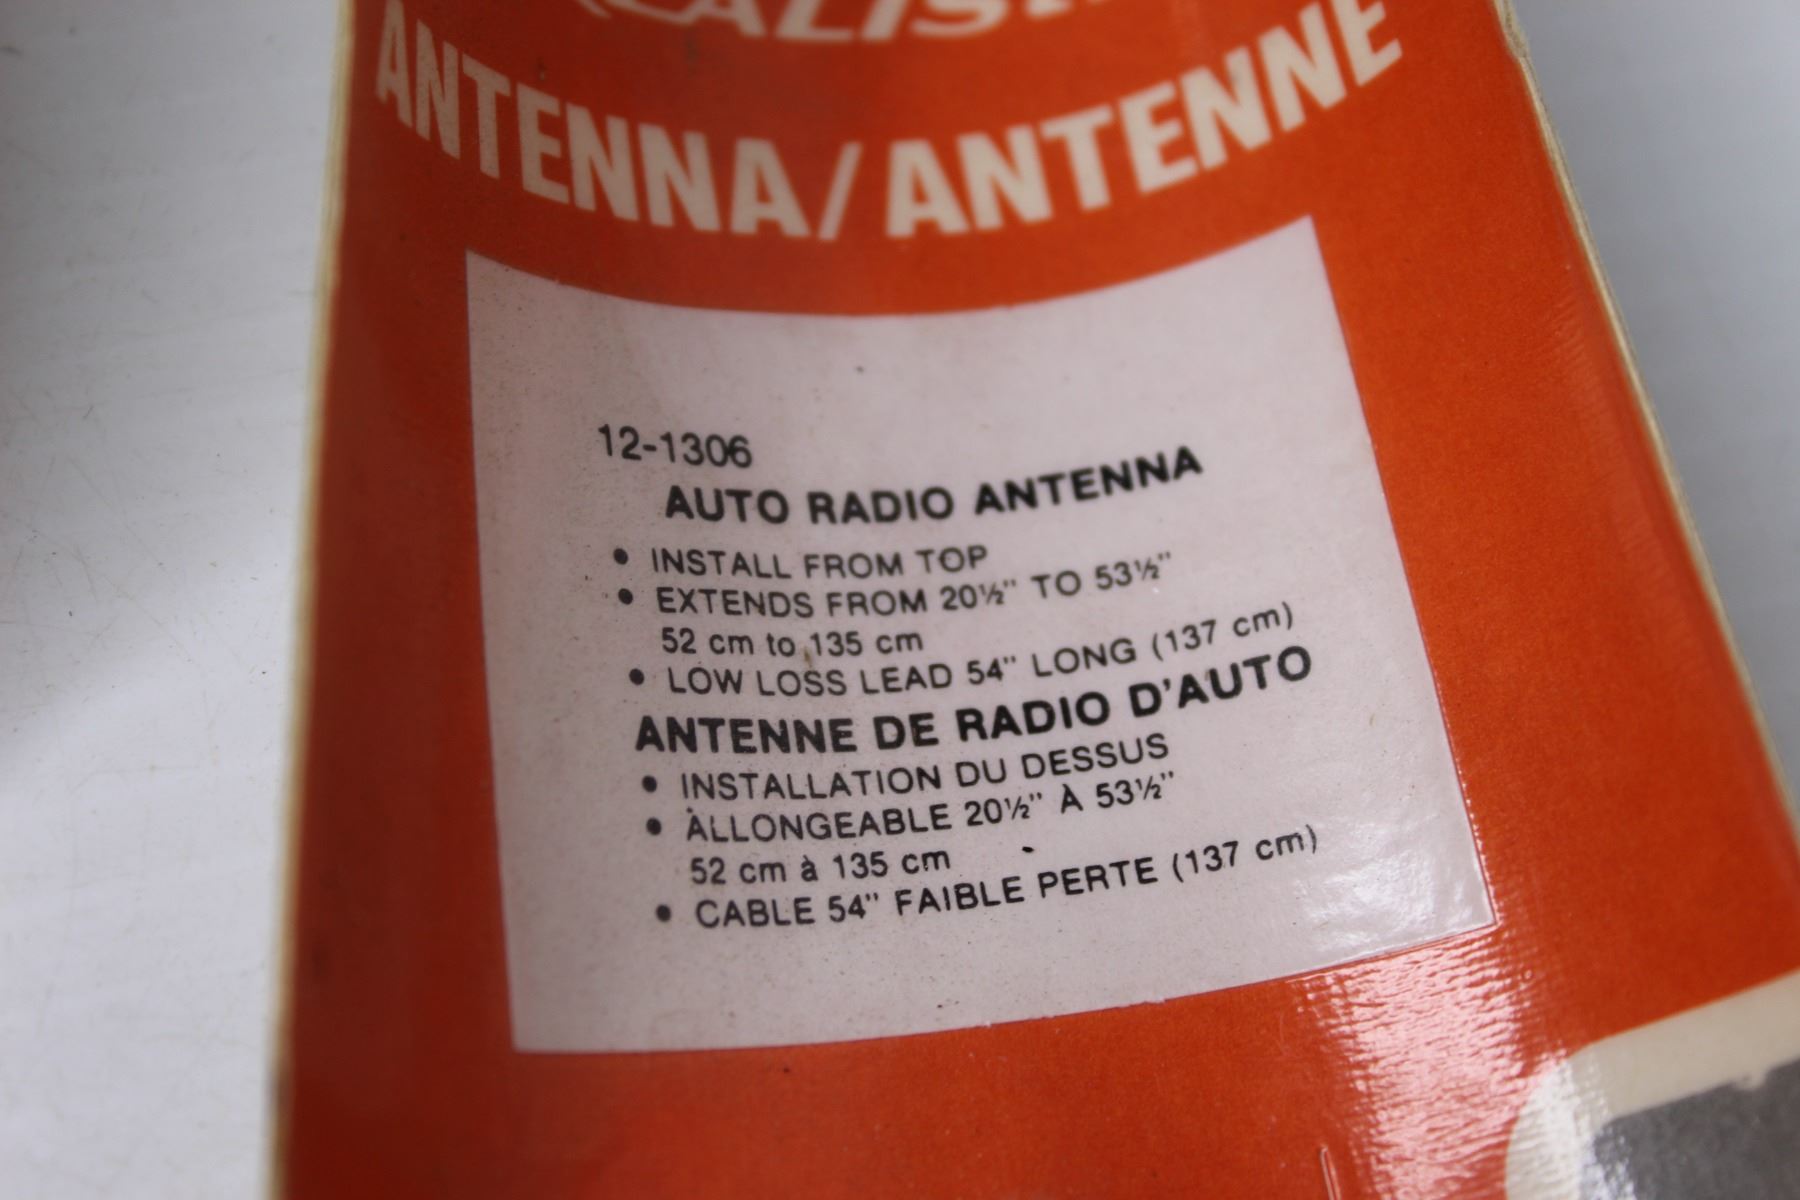 ANTENNA/ANTENNE
12-1306
AUTO RADIO ANTENNA
• INSTALL FROM TOP
• EXTENDS FROM 20½" TO 53½"
52 cm to 135 cm
• LOW LOSS LEAD 54" LONG (137 cm)
ANTENNE DE RADIO D'AUTO
• INSTALLATION DU DESSUS
• ALLONGEABLE 20½" À 53½"
52 cm à 135 cm
• CABLE 54" FAIBLE PERTE (137 cm)